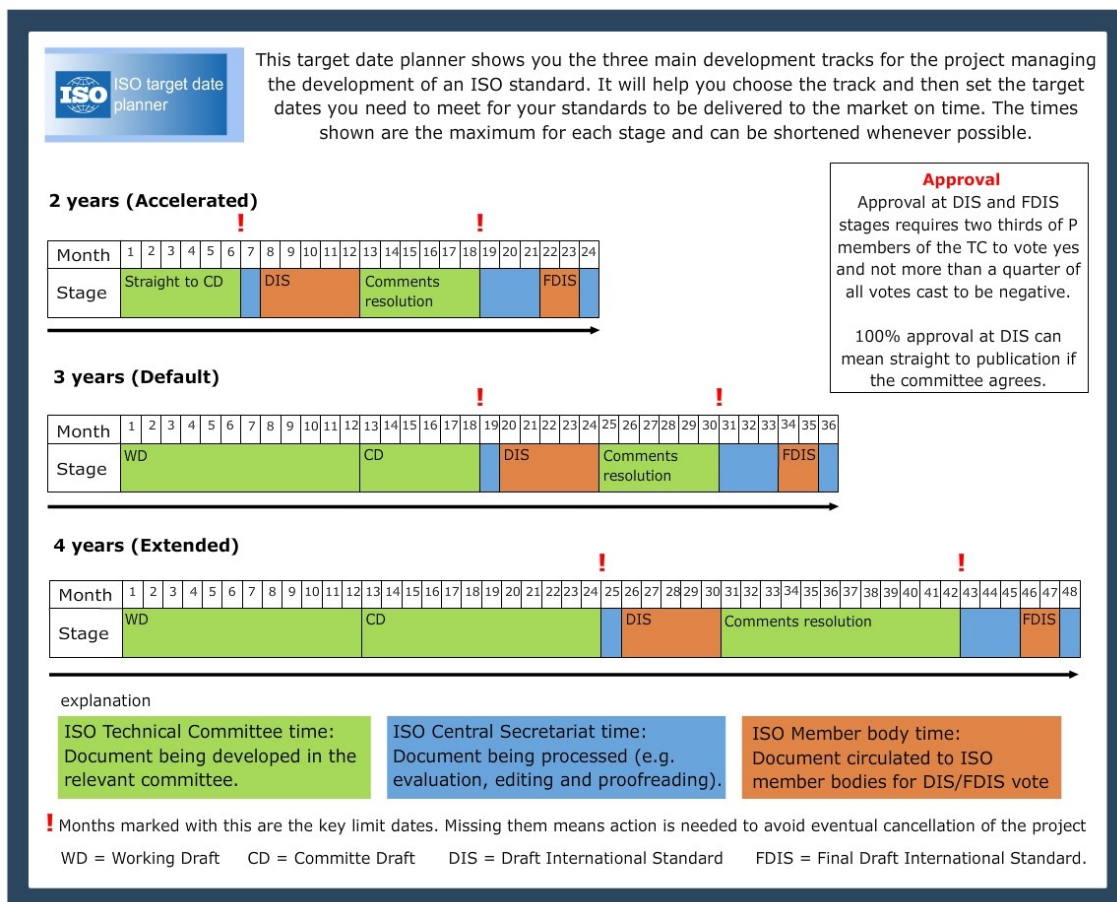 ISO
ISO target date
planner
This target date planner shows you the three main development tracks for the project managing
the development of an ISO standard. It will help you choose the track and then set the target
dates you need to meet for your standards to be delivered to the market on time. The times
shown are the maximum for each stage and can be shortened whenever possible.
Approval
Approval at DIS and FDIS
stages requires two thirds of P
members of the TC to vote yes
and not more than a quarter of
all votes cast to be negative.
100% approval at DIS can
mean straight to publication if
the committee agrees.
2 years (Accelerated)
! !
Month 1 2 3 4 5 6 7 8 9 10 11 12 13 14 15 16 17 18 19 20 21 22 23 24
Stage Straight to CD DIS Comments resolution FDIS
3 years (Default)
! !
Month 1 2 3 4 5 6 7 8 9 10 11 12 13 14 15 16 17 18 19 20 21 22 23 24 25 26 27 28 29 30 31 32 33 34 35 36
Stage WD CD DIS Comments resolution FDIS
4 years (Extended)
! !
Month 1 2 3 4 5 6 7 8 9 10 11 12 13 14 15 16 17 18 19 20 21 22 23 24 25 26 27 28 29 30 31 32 33 34 35 36 37 38 39 40 41 42 43 44 45 46 47 48
Stage WD CD DIS Comments resolution FDIS
explanation
ISO Technical Committee time:
Document being developed in the
relevant committee.
ISO Central Secretariat time:
Document being processed (e.g.
evaluation, editing and proofreading).
ISO Member body time:
Document circulated to ISO
member bodies for DIS/FDIS vote
! Months marked with this are the key limit dates. Missing them means action is needed to avoid eventual cancellation of the project
WD = Working Draft CD = Committe Draft DIS = Draft International Standard FDIS = Final Draft International Standard.